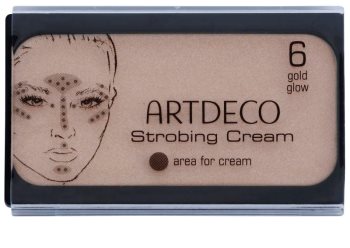 6
gold
glow
ARTDECO
Strobing Cream
area for cream